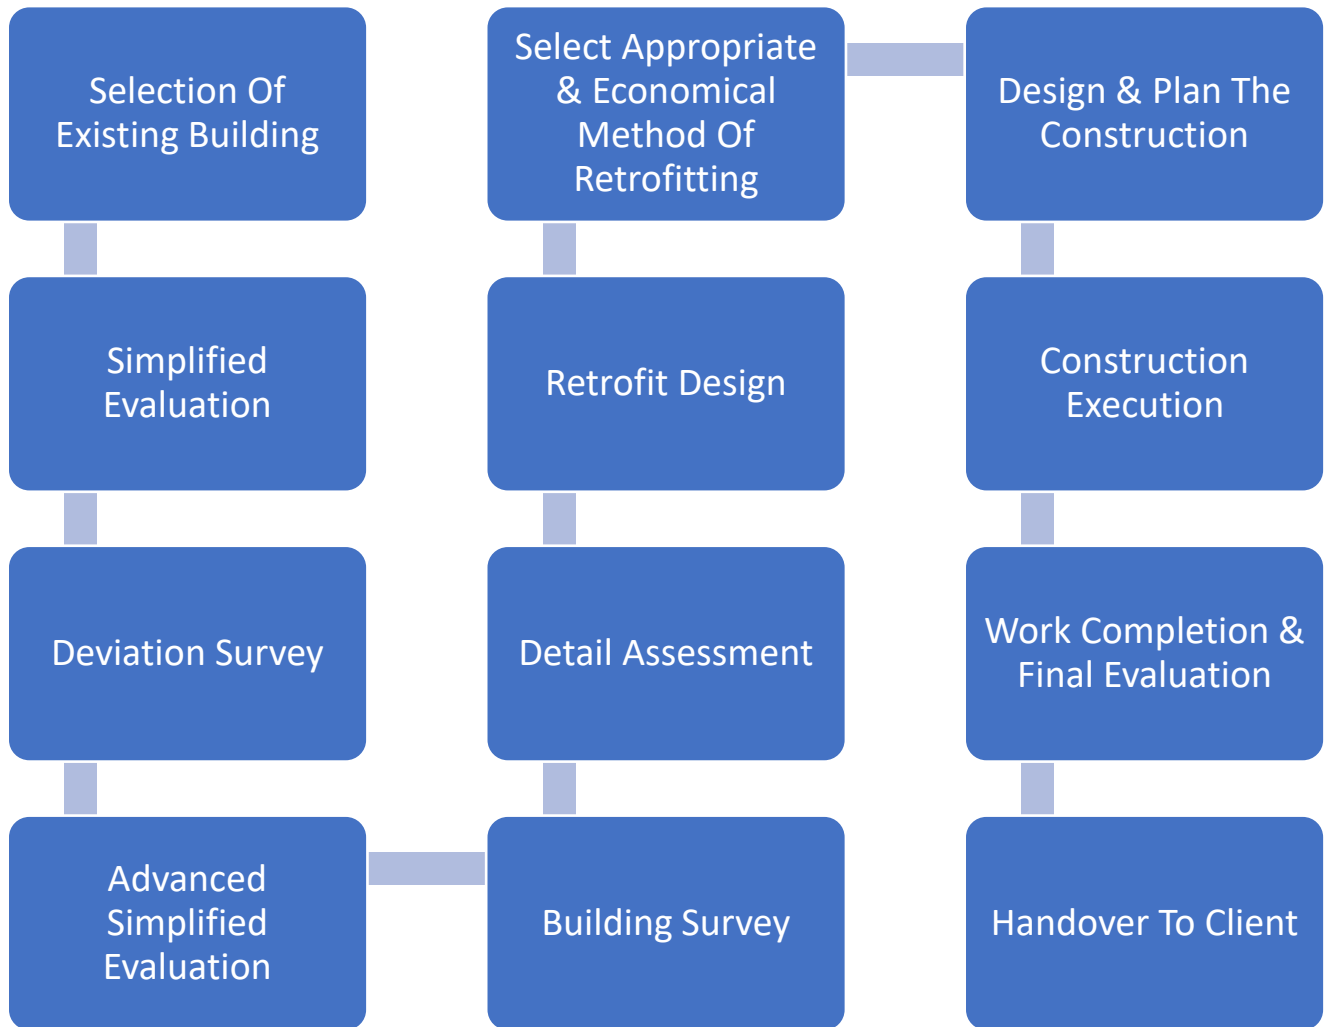 Selection Of
Existing Building
Simplified
Evaluation
Deviation Survey
Advanced
Simplified
Evaluation
Building Survey
Detail Assessment
Retrofit Design
Select Appropriate
& Economical
Method Of
Retrofitting
Design & Plan The
Construction
Construction
Execution
Work Completion &
Final Evaluation
Handover To Client